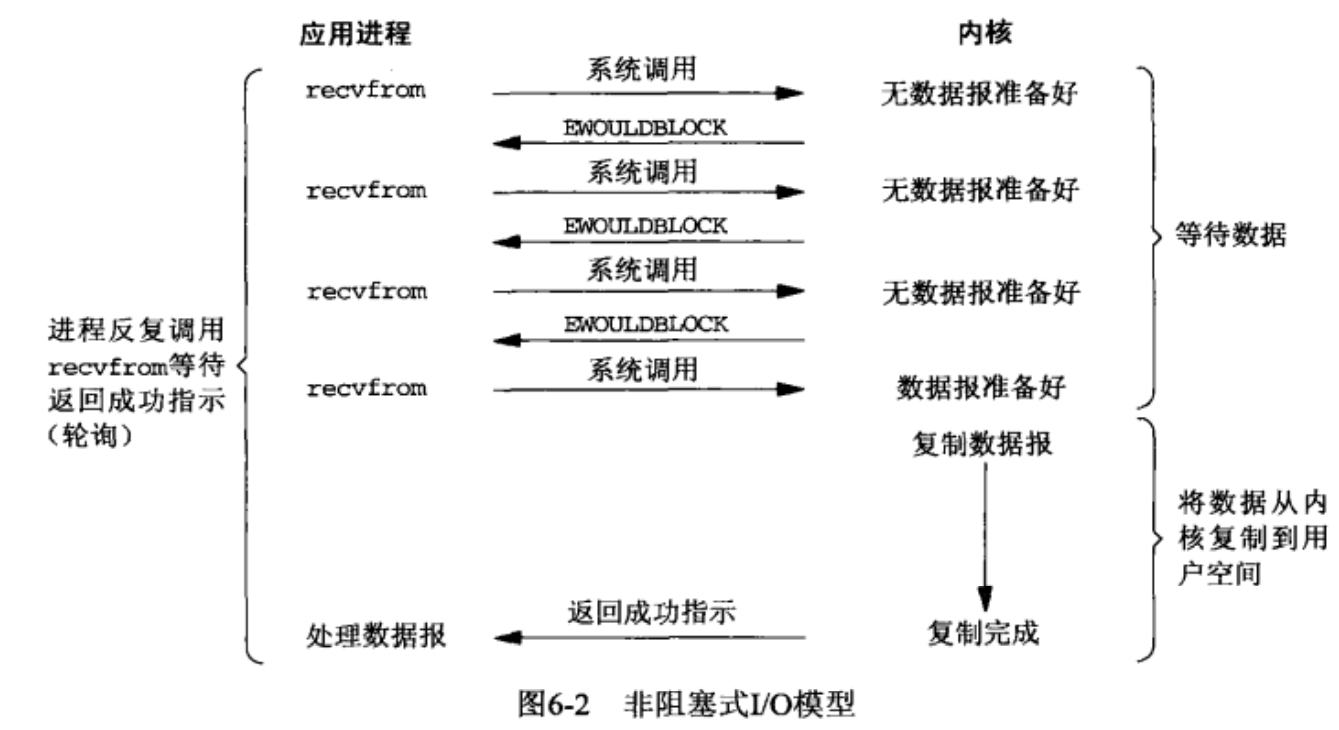 应用进程
内核
recvfrom
系统调用
无数据报准备好
EWOULDBLOCK
recvfrom
系统调用
无数据报准备好
EWOULDBLOCK
等待数据
recvfrom
系统调用
无数据报准备好
EWOULDBLOCK
进程反复调用
recvfrom等待
返回成功指示
（轮询）
recvfrom
系统调用
数据报准备好
复制数据报
将数据从内
核复制到用
户空间
处理数据报
返回成功指示
复制完成
图6-2 非阻塞式I/O模型